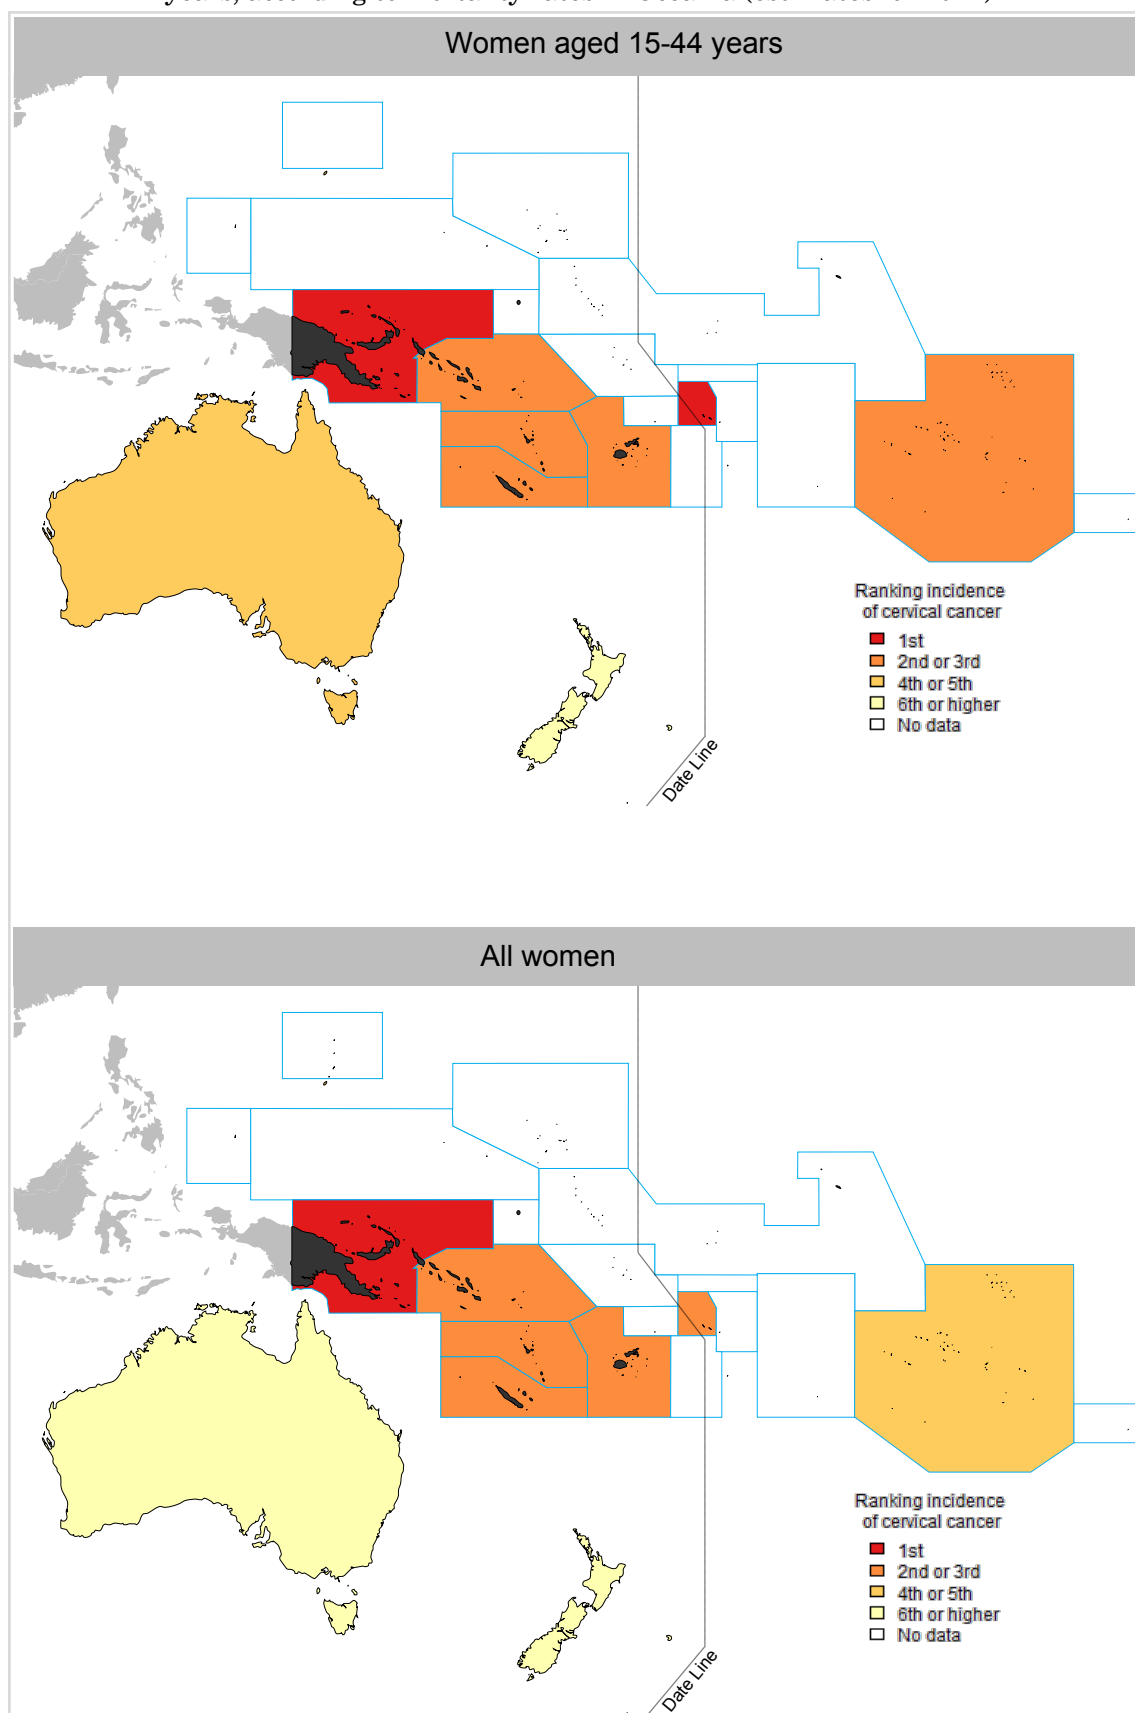 Women aged 15-44 years
Ranking incidence
of cervical cancer
1st
2nd or 3rd
4th or 5th
6th or higher
No data
Date Line
All women
Ranking incidence
of cervical cancer
1st
2nd or 3rd
4th or 5th
6th or higher
No data
Date Line